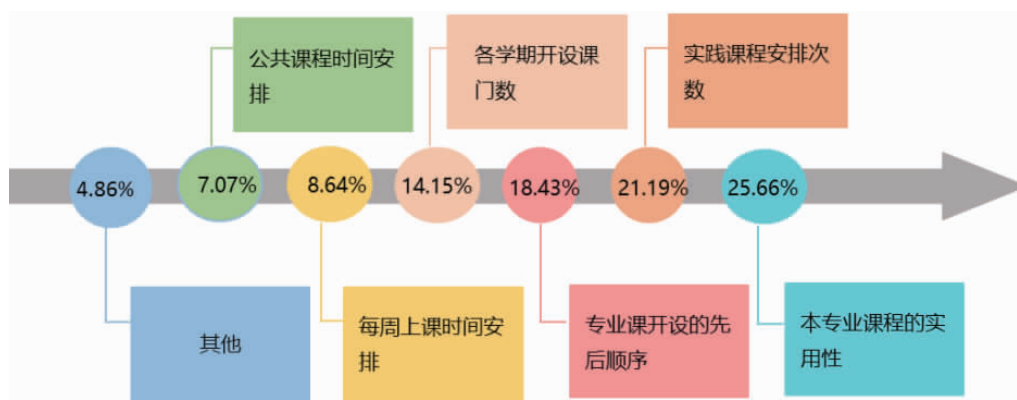 公共课程时间安
排
各学期开设课
门数
实践课程安排次
数
4.86%
7.07%
8.64%
14.15%
18.43%
21.19%
25.66%
其他
每周上课时间安
排
专业课开设的先
后顺序
本专业课程的实
用性